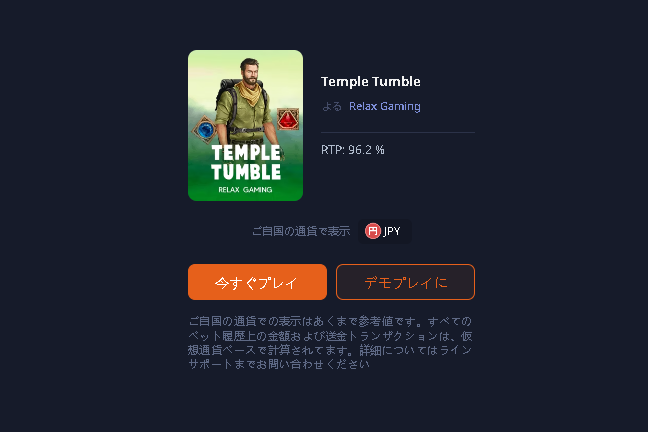 TEMPLE
TUMBLE
RELAX GAMING
Temple Tumble
よる Relax Gaming
RTP: 96.2 %
ご自国の通貨で表示 円 JPY
今すぐプレイ
デモプレイに
ご自国の通貨での表示はあくまで参考値です。すべての
ベット履歴上の金額および送金トランザクションは、仮
想通貨ベースで計算されてます。詳細についてはライン
サポートまでお問い合わせください